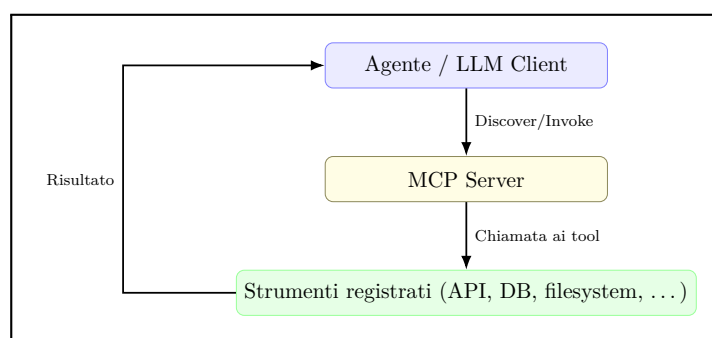 Agente / LLM Client
Discover/Invoke
Risultato
MCP Server
Chiamata ai tool
Strumenti registrati (API, DB, filesystem, ...)